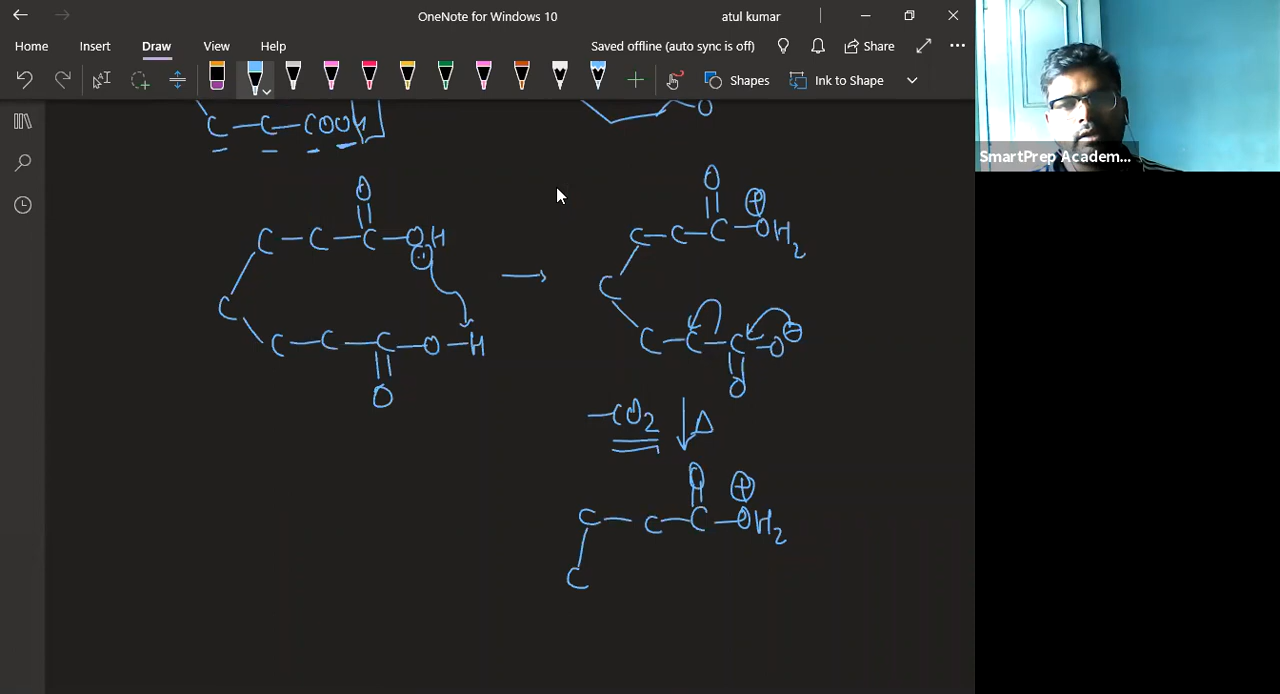 OneNote for Windows 10
atul kumar
Home Insert Draw View Help
Saved offline (auto sync is off)
Share
Shapes
Ink to Shape
SmartPrep Academ...
C—C—COOH
O
O
C—C—C—OH
C
C—C—C—O—H
O
O
⊕
C—C—C—OH2
C
C—C—C—O⊖
O
—CO2 Δ
O
⊕
C—C—C—OH2
C